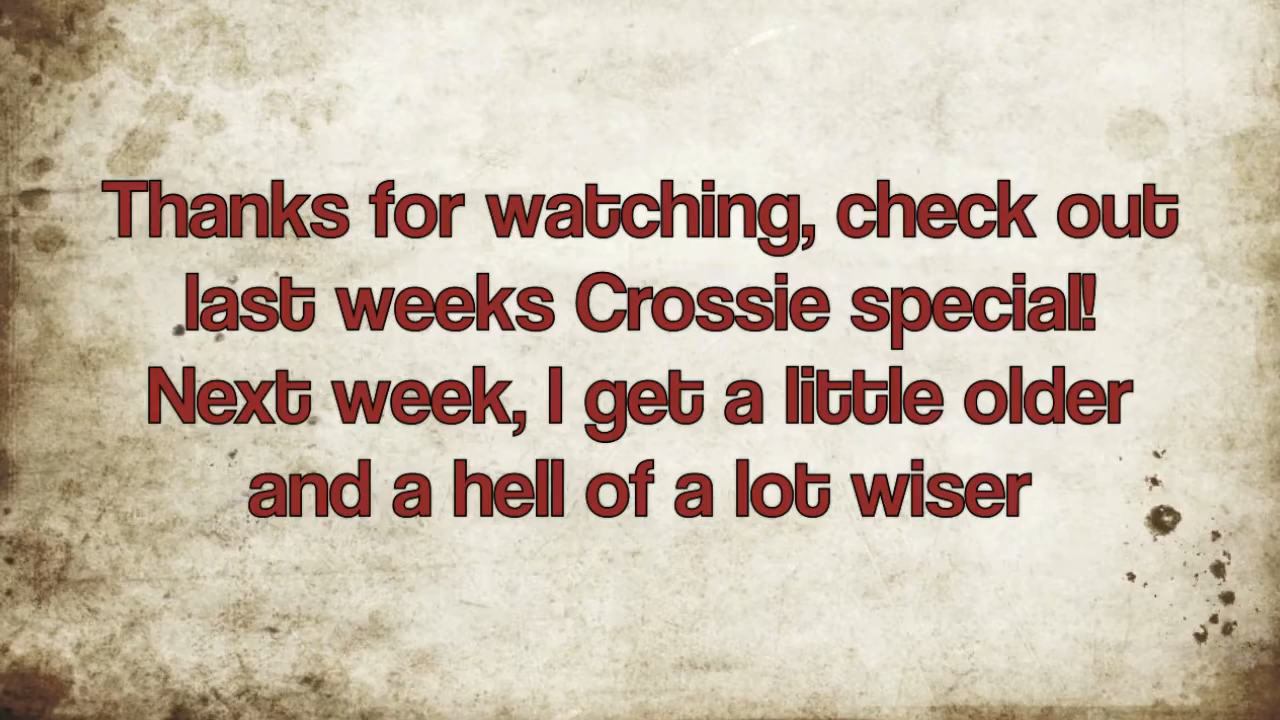 Thanks for watching, check out
last weeks Crossie special!
Next week, I get a little older
and a hell of a lot wiser